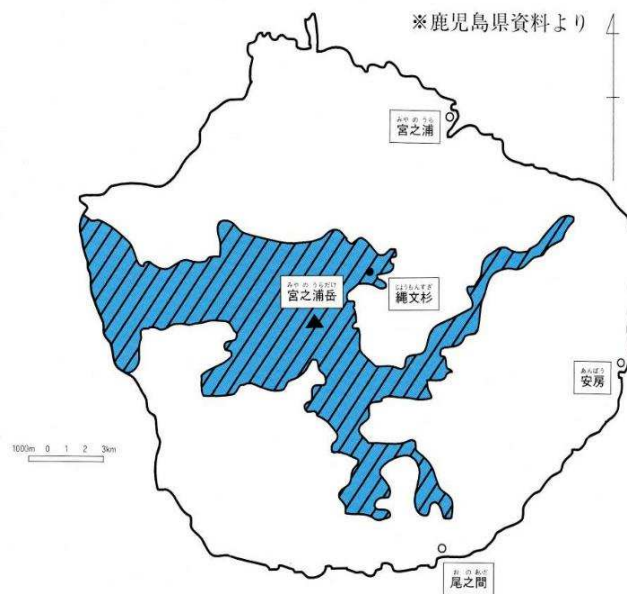 ※鹿児島県資料より
みやのうら
宮之浦
みやのうらだけ
宮之浦岳
じょうもんすぎ
縄文杉
あんぼう
安房
1000m 0 1 2 3km
おのあいだ
尾之間